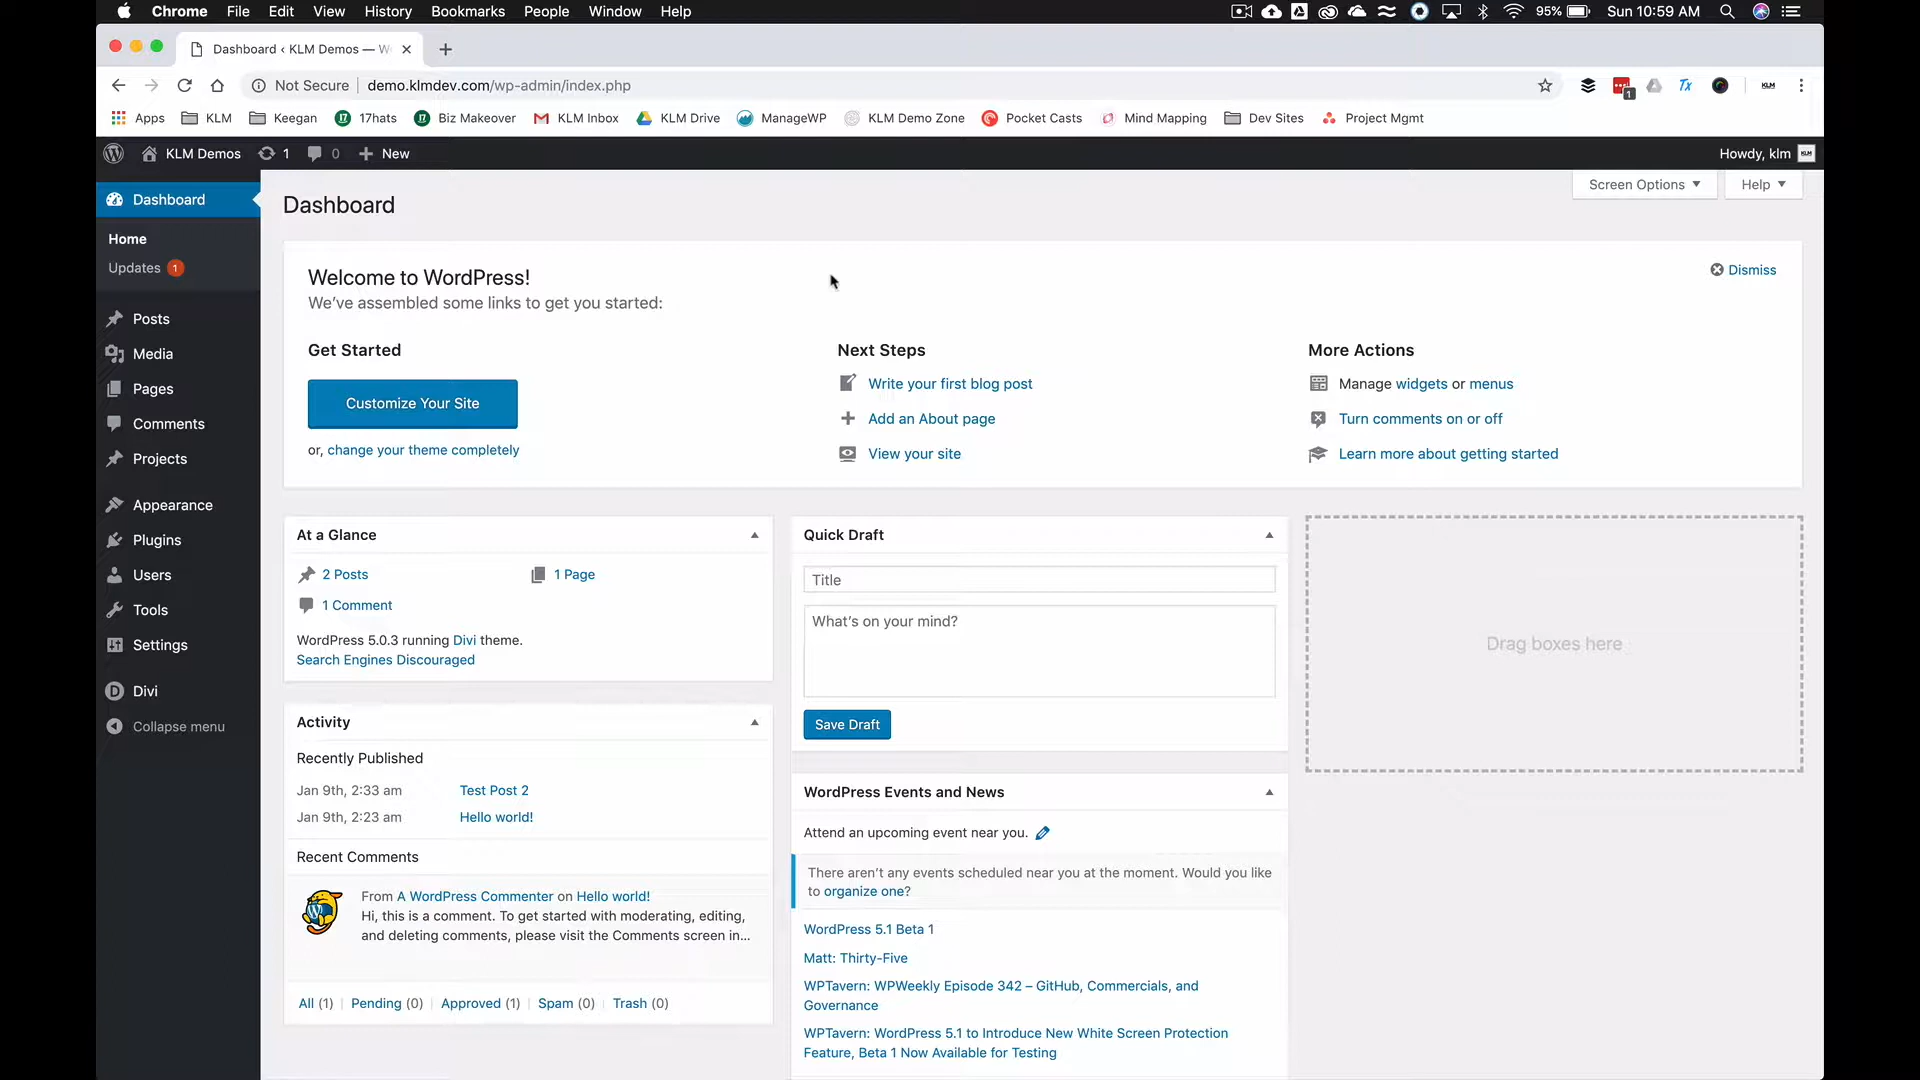 Chrome File Edit View History Bookmarks People Window Help
95% Sun 10:59 AM
Dashboard ‹ KLM Demos — W
Not Secure demo.klmdev.com/wp-admin/index.php
1 Tx KLM
Apps KLM Keegan 17hats Biz Makeover KLM Inbox KLM Drive ManageWP KLM Demo Zone Pocket Casts Mind Mapping Dev Sites Project Mgmt
KLM Demos 1 0 New
Howdy, klm
Dashboard
Home
Updates 1
Posts
Media
Pages
Comments
Projects
Appearance
Plugins
Users
Tools
Settings
Divi
Collapse menu
Screen Options
Help
Dashboard
Welcome to WordPress!
We've assembled some links to get you started:
Dismiss
Get Started
Customize Your Site
or, change your theme completely
Next Steps
Write your first blog post
Add an About page
View your site
More Actions
Manage widgets or menus
Turn comments on or off
Learn more about getting started
At a Glance
2 Posts
1 Page
1 Comment
WordPress 5.0.3 running Divi theme.
Search Engines Discouraged
Activity
Recently Published
Jan 9th, 2:33 am Test Post 2
Jan 9th, 2:23 am Hello world!
Recent Comments
From A WordPress Commenter on Hello world!
Hi, this is a comment. To get started with moderating, editing,
and deleting comments, please visit the Comments screen in...
All (1) | Pending (0) | Approved (1) | Spam (0) | Trash (0)
Quick Draft
Title
What's on your mind?
Save Draft
WordPress Events and News
Attend an upcoming event near you.
There aren't any events scheduled near you at the moment. Would you like
to organize one?
WordPress 5.1 Beta 1
Matt: Thirty-Five
WPTavern: WPWeekly Episode 342 – GitHub, Commercials, and
Governance
WPTavern: WordPress 5.1 to Introduce New White Screen Protection
Feature, Beta 1 Now Available for Testing
Drag boxes here